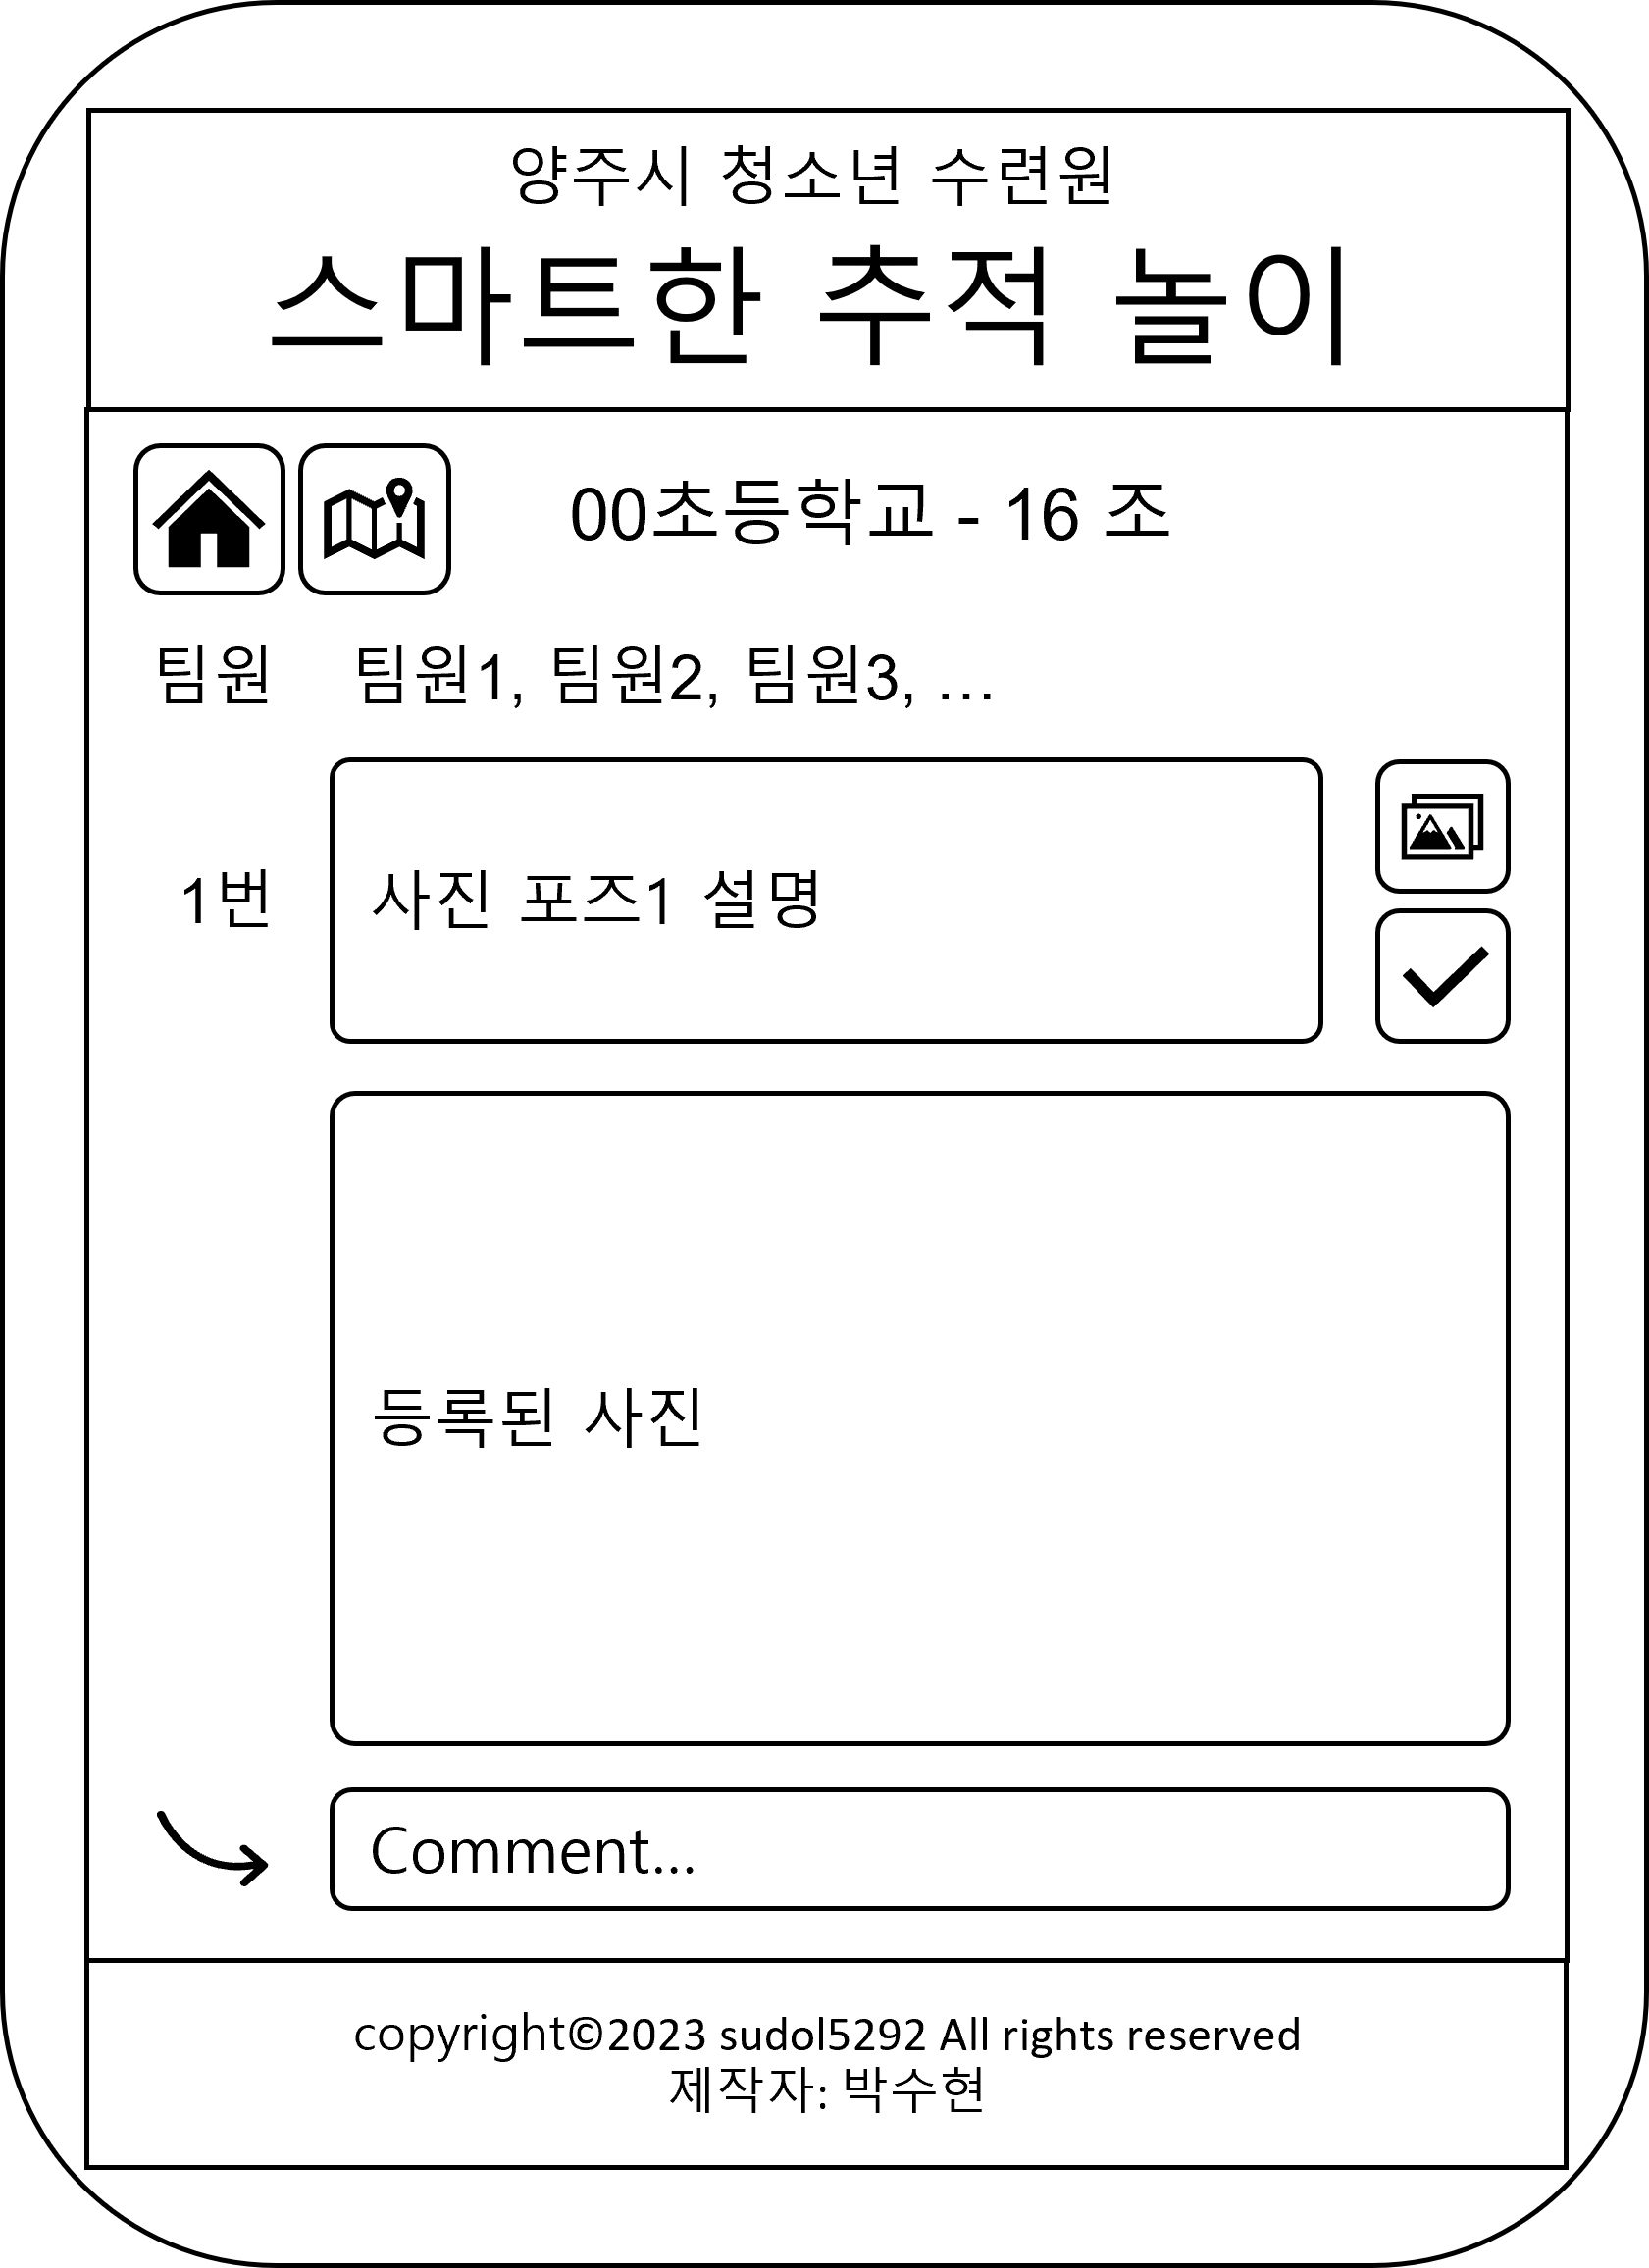 양주시 청소년 수련원
스마트한 추적 놀이
00초등학교 - 16 조
팀원 팀원1, 팀원2, 팀원3, ...
1번 사진 포즈1 설명
등록된 사진
Comment...
copyright©2023 sudol5292 All rights reserved
제작자: 박수현